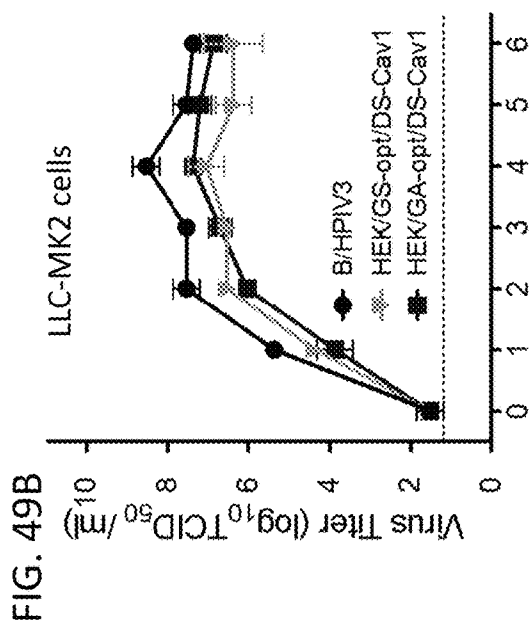 FIG. 49B
LLC-MK2 cells
Virus Titer (log10TCID50/ml)
10
8
6
4
2
0
B/HPIV3
HEK/GS-opt/DS-Cav1
HEK/GA-opt/DS-Cav1
0 1 2 3 4 5 6